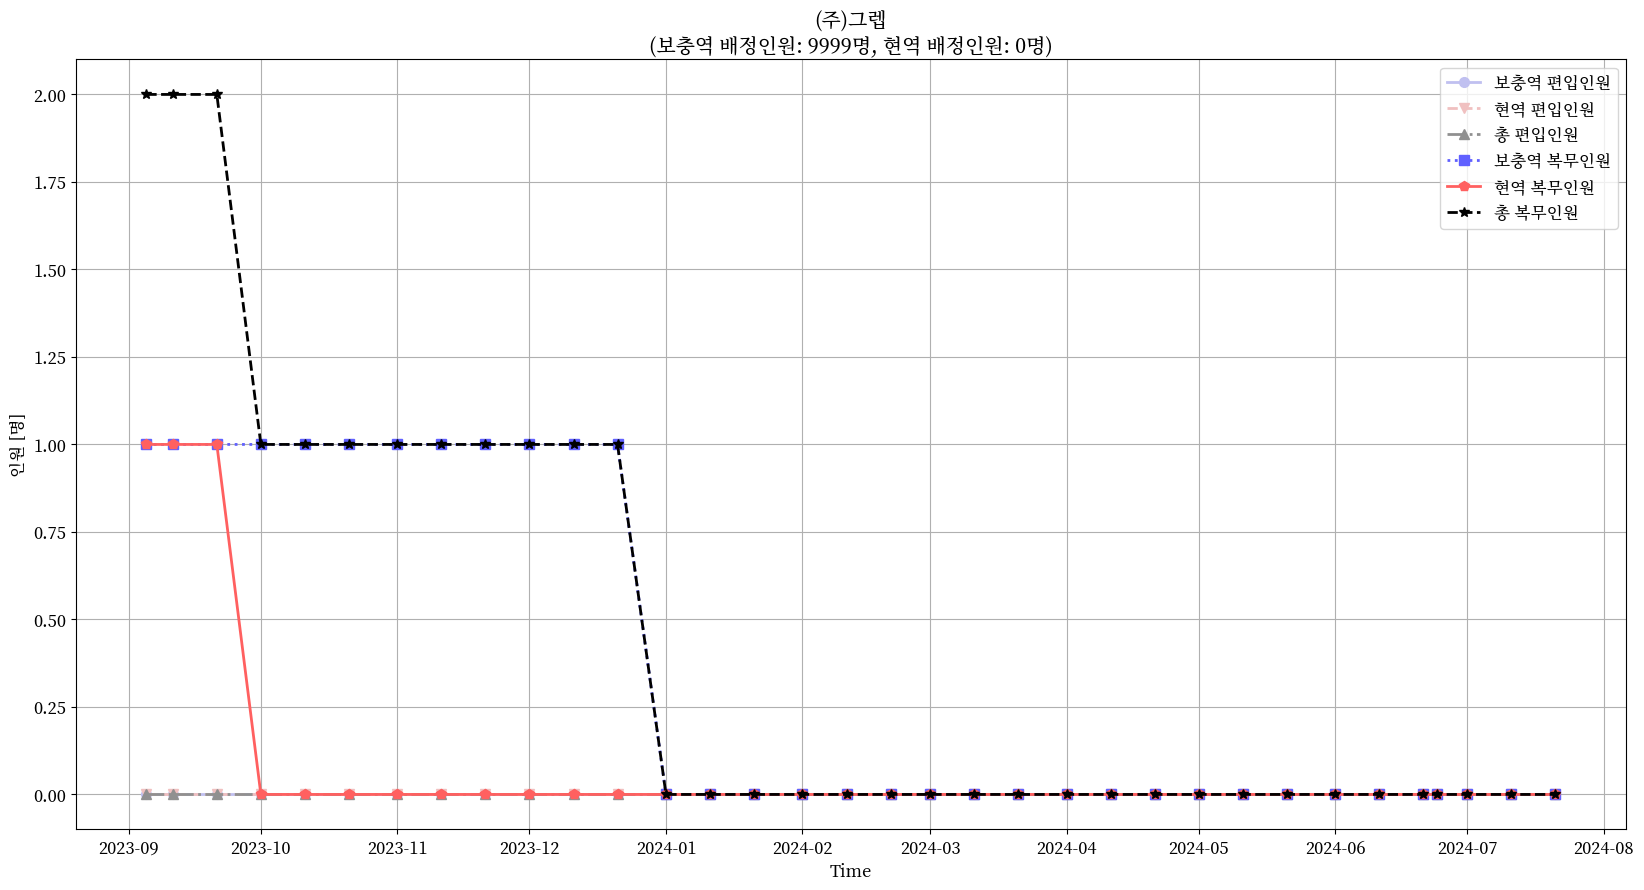 (주)그렙
(보충역 배정인원: 9999명, 현역 배정인원: 0명)
보충역 편입인원
현역 편입인원
총 편입인원
보충역 복무인원
현역 복무인원
총 복무인원
인원 [명]
2.00
1.75
1.50
1.25
1.00
0.75
0.50
0.25
0.00
2023-09 2023-10 2023-11 2023-12 2024-01 2024-02 2024-03 2024-04 2024-05 2024-06 2024-07 2024-08
Time